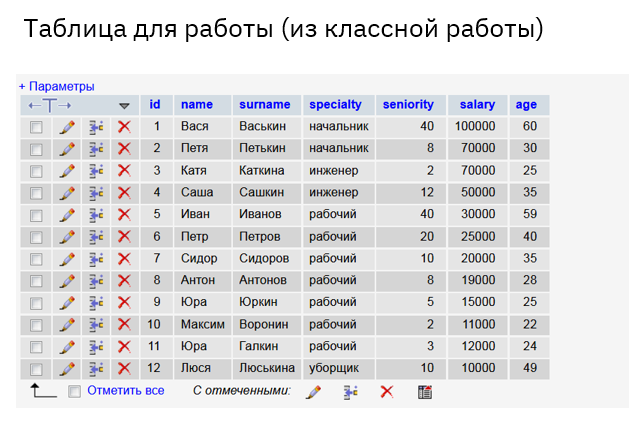 Таблица для работы (из классной работы)
+ Параметры
←T→ id name surname specialty seniority salary age
1 Вася Васькин начальник 40 100000 60
2 Петя Петькин начальник 8 70000 30
3 Катя Каткина инженер 2 70000 25
4 Саша Сашкин инженер 12 50000 35
5 Иван Иванов рабочий 40 30000 59
6 Петр Петров рабочий 20 25000 40
7 Сидор Сидоров рабочий 10 20000 35
8 Антон Антонов рабочий 8 19000 28
9 Юра Юркин рабочий 5 15000 25
10 Максим Воронин рабочий 2 11000 22
11 Юра Галкин рабочий 3 12000 24
12 Люся Люськина уборщик 10 10000 49
Отметить все С отмеченными: